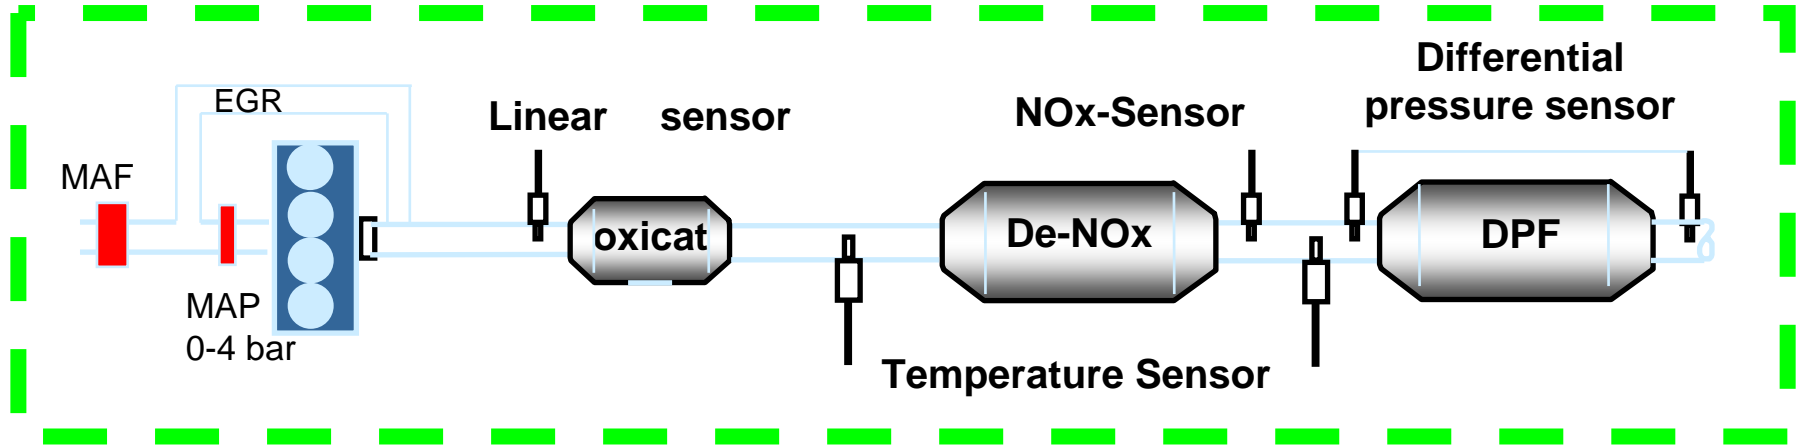 Differential
pressure sensor
EGR
Linear sensor
NOx-Sensor
MAF
oxicat
De-NOx
DPF
MAP
0-4 bar
Temperature Sensor